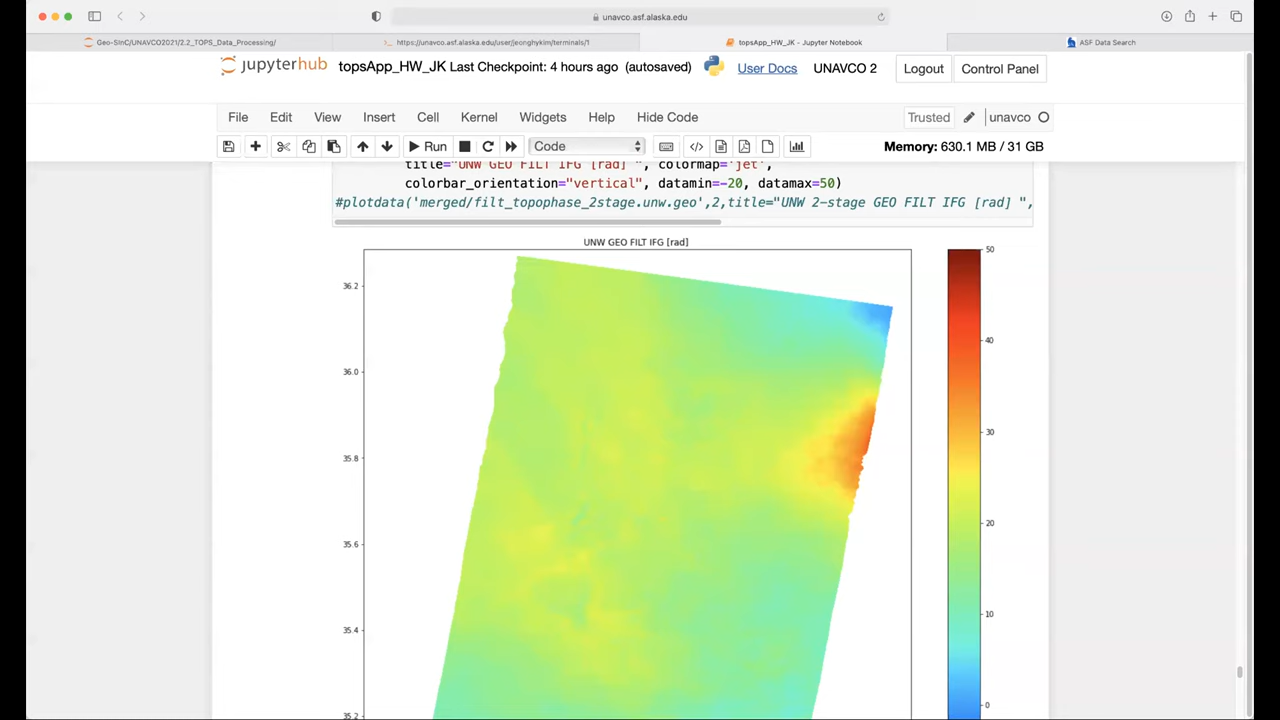 unavco.asf.alaska.edu
Geo-SInC/UNAVCO2021/2.2_TOPS_Data_Processing/
https://unavco.asf.alaska.edu/user/jeonghykim/terminals/1
topsApp_HW_JK - Jupyter Notebook
ASF Data Search
jupyterhub topsApp_HW_JK Last Checkpoint: 4 hours ago (autosaved) User Docs UNAVCO 2 Logout Control Panel
File Edit View Insert Cell Kernel Widgets Help Hide Code Trusted unavco
Run Code Memory: 630.1 MB / 31 GB
title="UNW GEO FILT IFG [rad] ", colormap='jet',
colorbar_orientation="vertical", datamin=-20, datamax=50)
#plotdata('merged/filt_topophase_2stage.unw.geo',2,title="UNW 2-stage GEO FILT IFG [rad] ",
UNW GEO FILT IFG [rad]
50
36.2
40
36.0
30
35.8
20
35.6
10
35.4
0
35.2